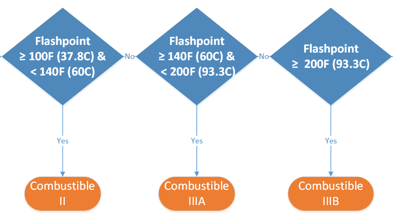 Flashpoint
≥ 100F (37.8C) &
< 140F (60C)
No
Flashpoint
≥ 140F (60C) &
< 200F (93.3C)
No
Flashpoint
≥ 200F (93.3C)
Yes
Yes
Yes
Combustible
II
Combustible
IIIA
Combustible
IIIB